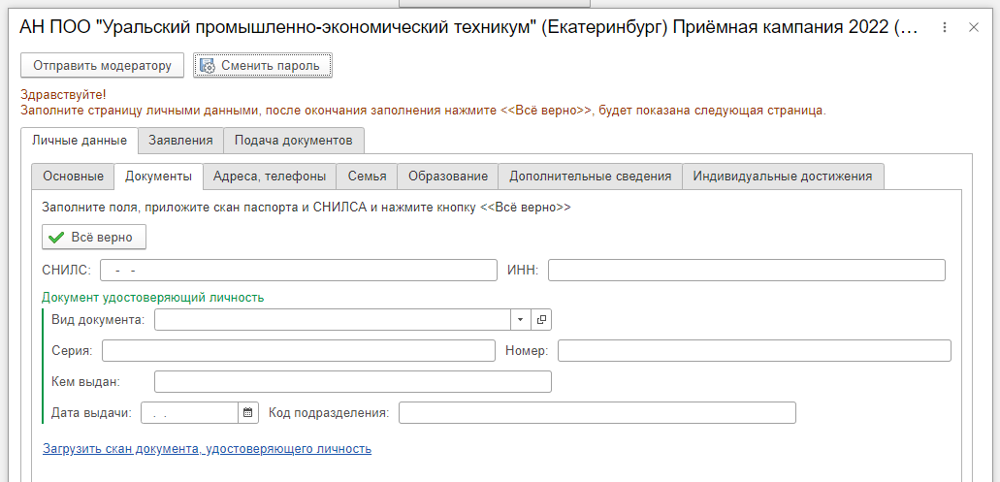 АН ПОО "Уральский промышленно-экономический техникум" (Екатеринбург) Приёмная кампания 2022 (...
Отправить модератору Сменить пароль
Здравствуйте!
Заполните страницу личными данными, после окончания заполнения нажмите <<Всё верно>>, будет показана следующая страница.
Личные данные Заявления Подача документов
Основные Документы Адреса, телефоны Семья Образование Дополнительные сведения Индивидуальные достижения
Заполните поля, приложите скан паспорта и СНИЛСА и нажмите кнопку <<Всё верно>>
Всё верно
СНИЛС: - - ИНН:
Документ удостоверяющий личность
Вид документа:
Серия: Номер:
Кем выдан:
Дата выдачи: . . Код подразделения:
Загрузить скан документа, удостоверяющего личность